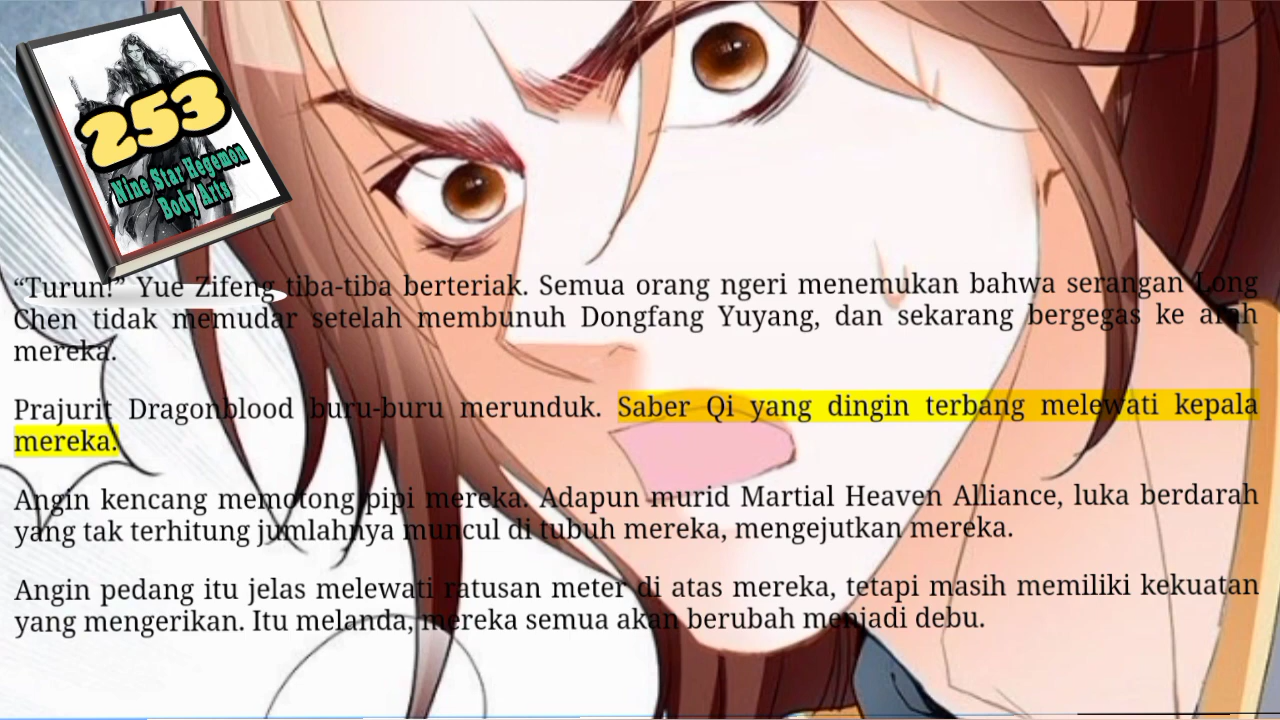 253
Nine Star Hegemon
Body Arts
“Turun!” Yue Zifeng tiba-tiba berteriak. Semua orang ngeri menemukan bahwa serangan Long
Chen tidak memudar setelah membunuh Dongfang Yuyang, dan sekarang bergegas ke arah
mereka.
Prajurit Dragonblood buru-buru merunduk. Saber Qi yang dingin terbang melewati kepala
mereka.
Angin kencang memotong pipi mereka. Adapun murid Martial Heaven Alliance, luka berdarah
yang tak terhitung jumlahnya muncul di tubuh mereka, mengejutkan mereka.
Angin pedang itu jelas melewati ratusan meter di atas mereka, tetapi masih memiliki kekuatan
yang mengerikan. Itu melanda, mereka semua akan berubah menjadi debu.